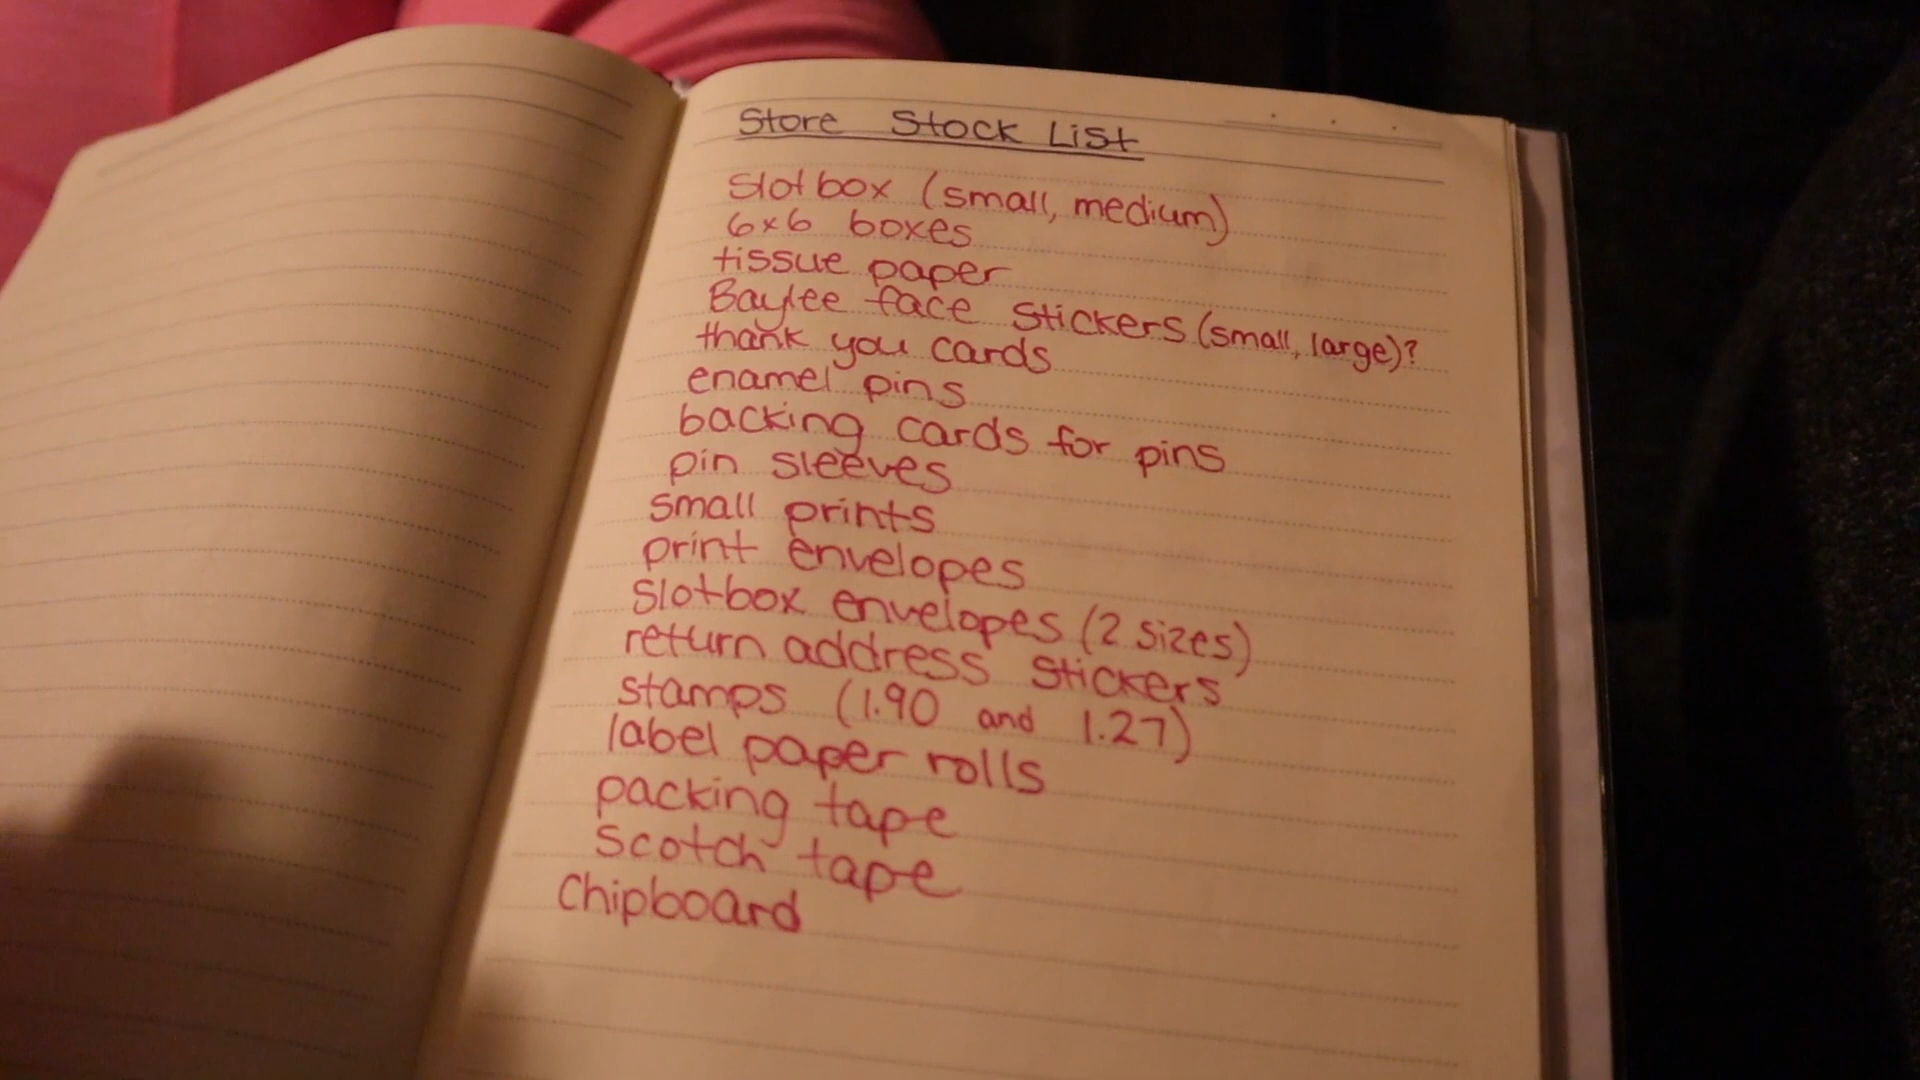 Store Stock List
Slotbox (small, medium)
6x6 boxes
tissue paper
Baylee face stickers (small, large)?
thank you cards
enamel pins
backing cards for pins
pin sleeves
small prints
print envelopes
Slotbox envelopes (2 sizes)
return address stickers
stamps (1.90 and 1.27)
label paper rolls
packing tape
Scotch tape
Chipboard